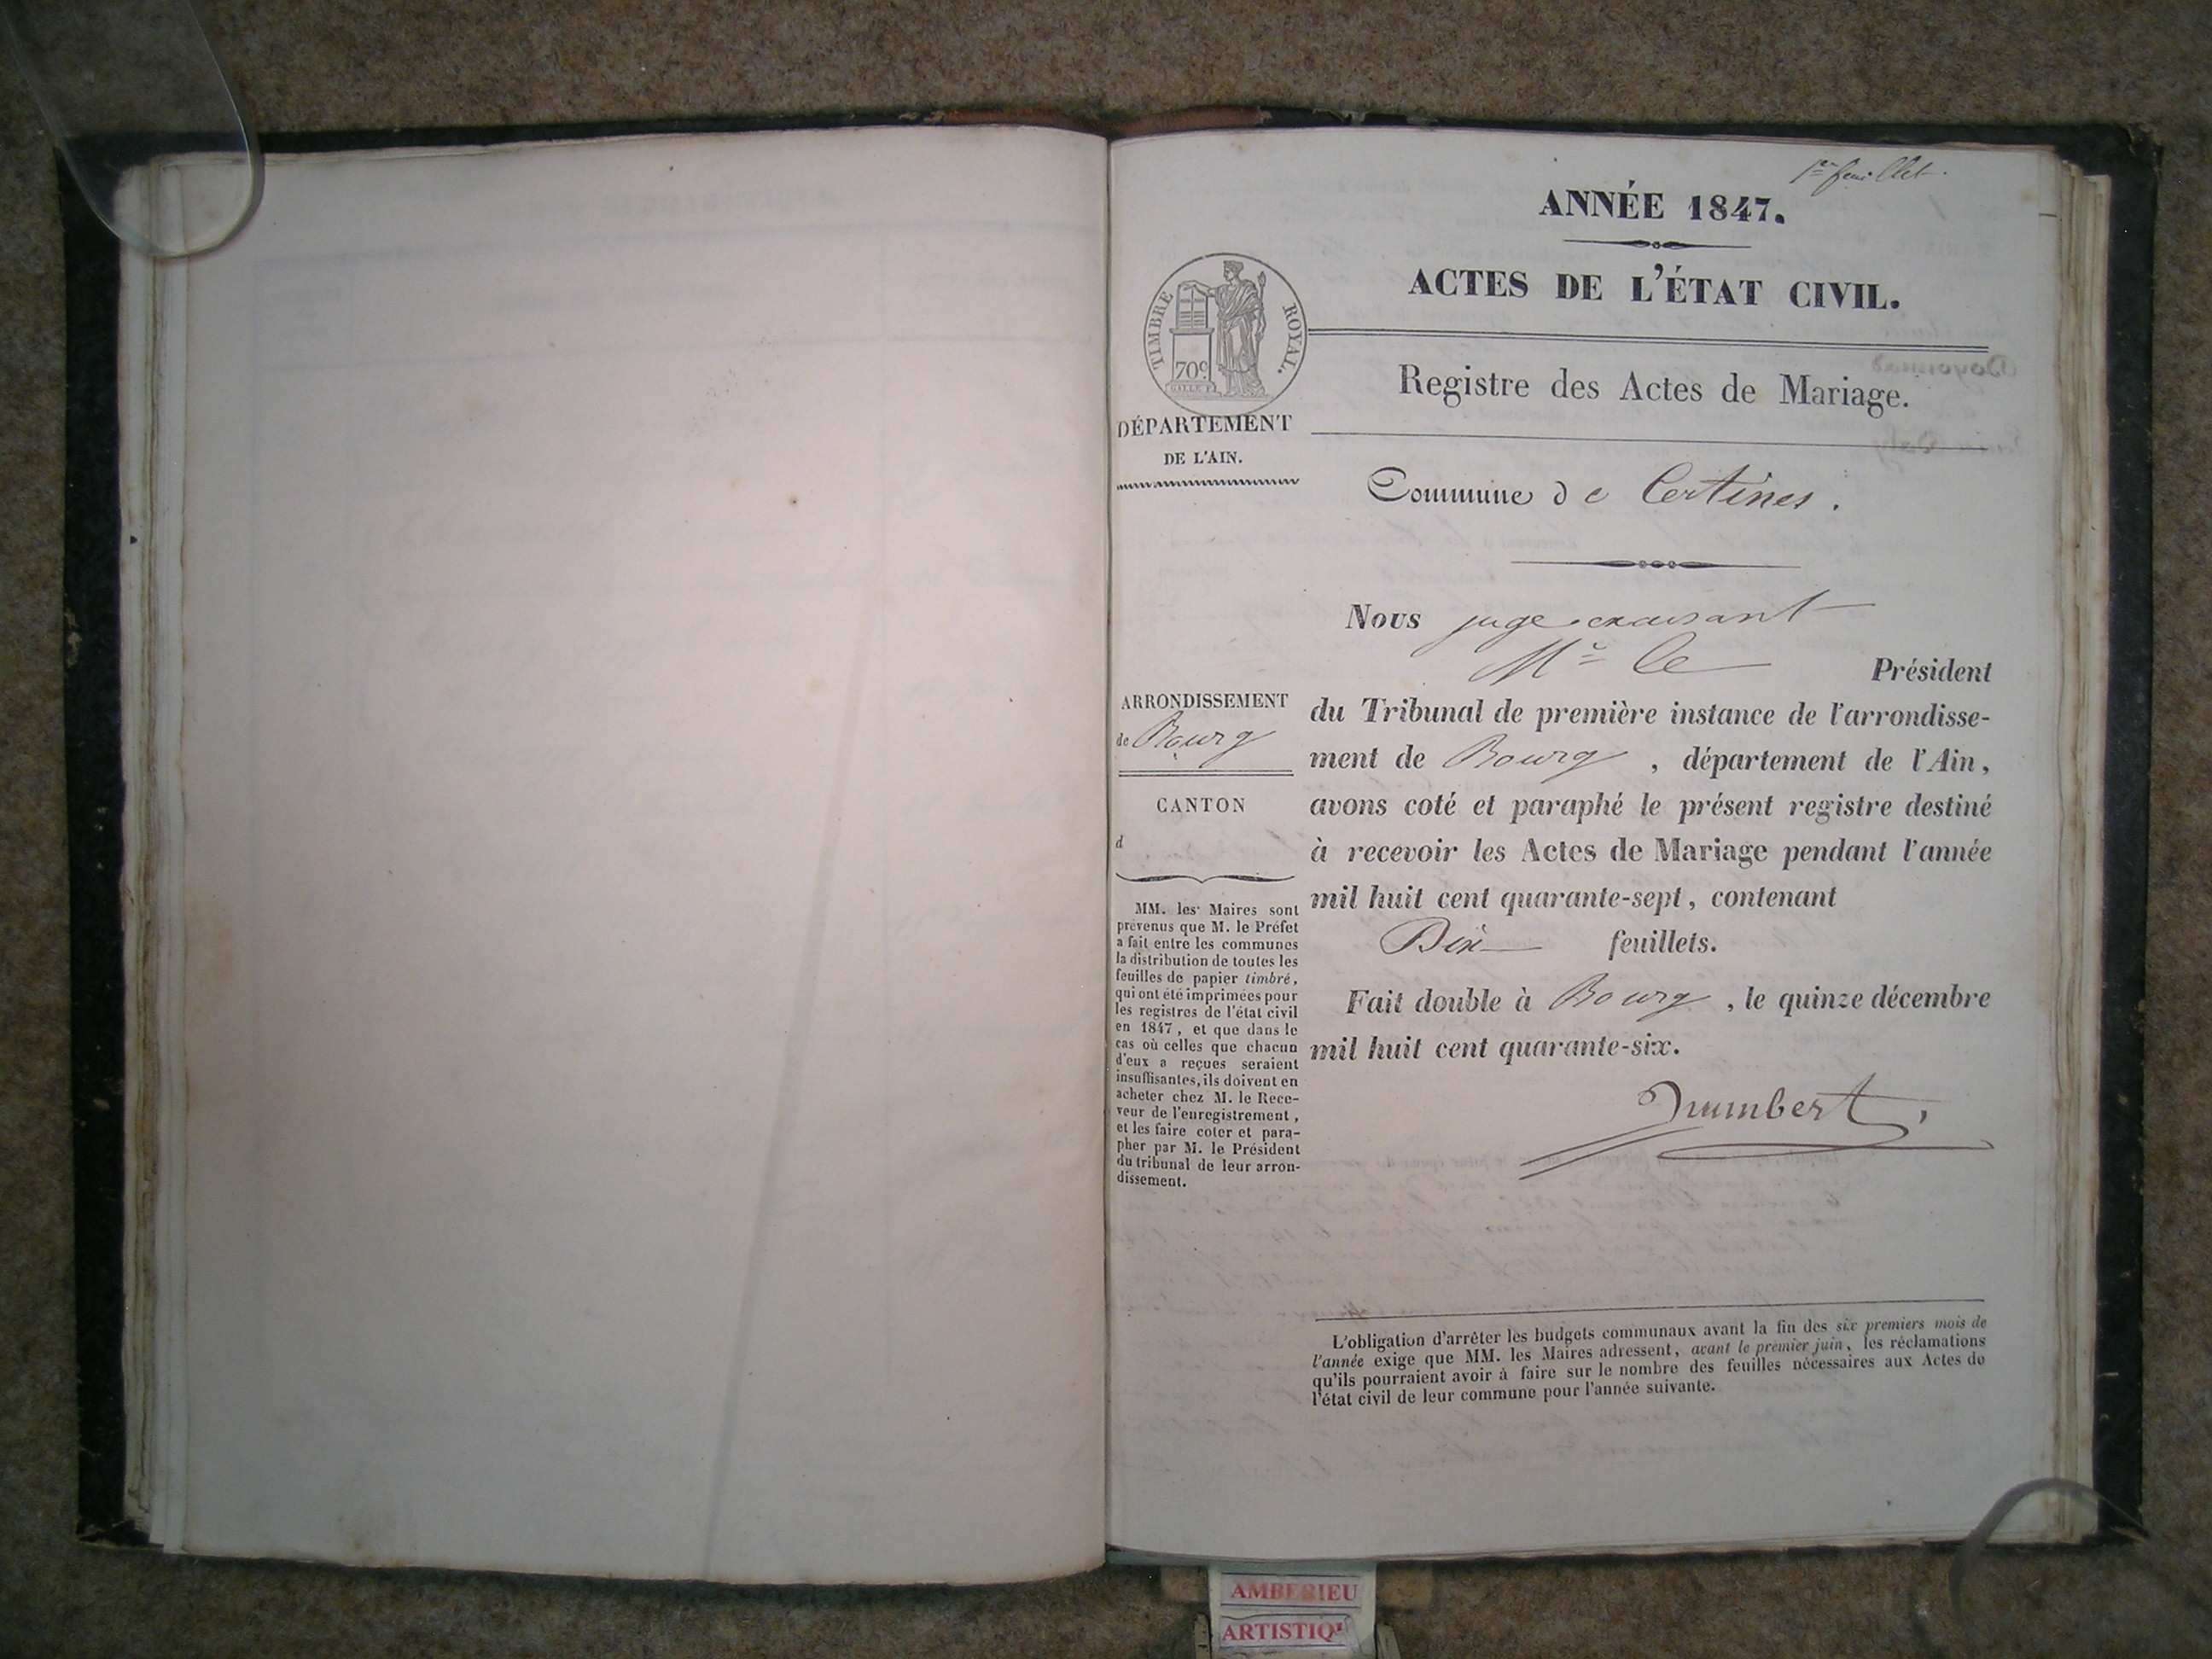 1er feuillet.
ANNÉE 1847.
ACTES DE L'ÉTAT CIVIL.
TIMBRE ROYAL.
70c
Registre des Actes de Mariage.
DÉPARTEMENT
DE L'AIN.
Commune de Certines.
Nous juge
Mr le Président
ARRONDISSEMENT
de Bourg
CANTON
d
du Tribunal de première instance de l'arrondisse-
ment de Bourg, département de l'Ain,
avons coté et paraphé le présent registre destiné
à recevoir les Actes de Mariage pendant l'année
mil huit cent quarante-sept, contenant
Dix feuillets.
Fait double à Bourg, le quinze décembre
mil huit cent quarante-six.
MM. les Maires sont
prévenus que M. le Préfet
a fait entre les communes
la distribution de toutes les
feuilles de papier timbré,
qui ont été imprimées pour
les registres de l'état civil
en 1847, et que dans le
cas où celles que chacun
d'eux a reçues seraient
insuffisantes, ils doivent en
acheter chez M. le Rece-
veur de l'enregistrement,
et les faire coter et para-
pher par M. le Président
du tribunal de leur arron-
dissement.
L'obligation d'arrêter les budgets communaux avant la fin des six premiers mois de
l'année exige que MM. les Maires adressent, avant le premier juin, les réclamations
qu'ils pourraient avoir à faire sur le nombre des feuilles nécessaires aux Actes de
l'état civil de leur commune pour l'année suivante.
AMBERIEU
ARTISTIQ